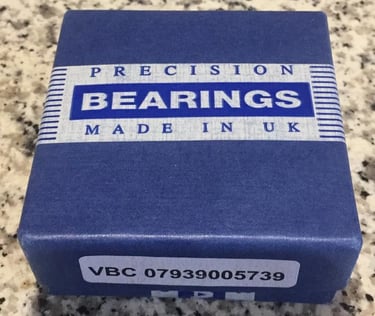 PRECISION
BEARINGS
MADE IN UK
VBC 07939005739